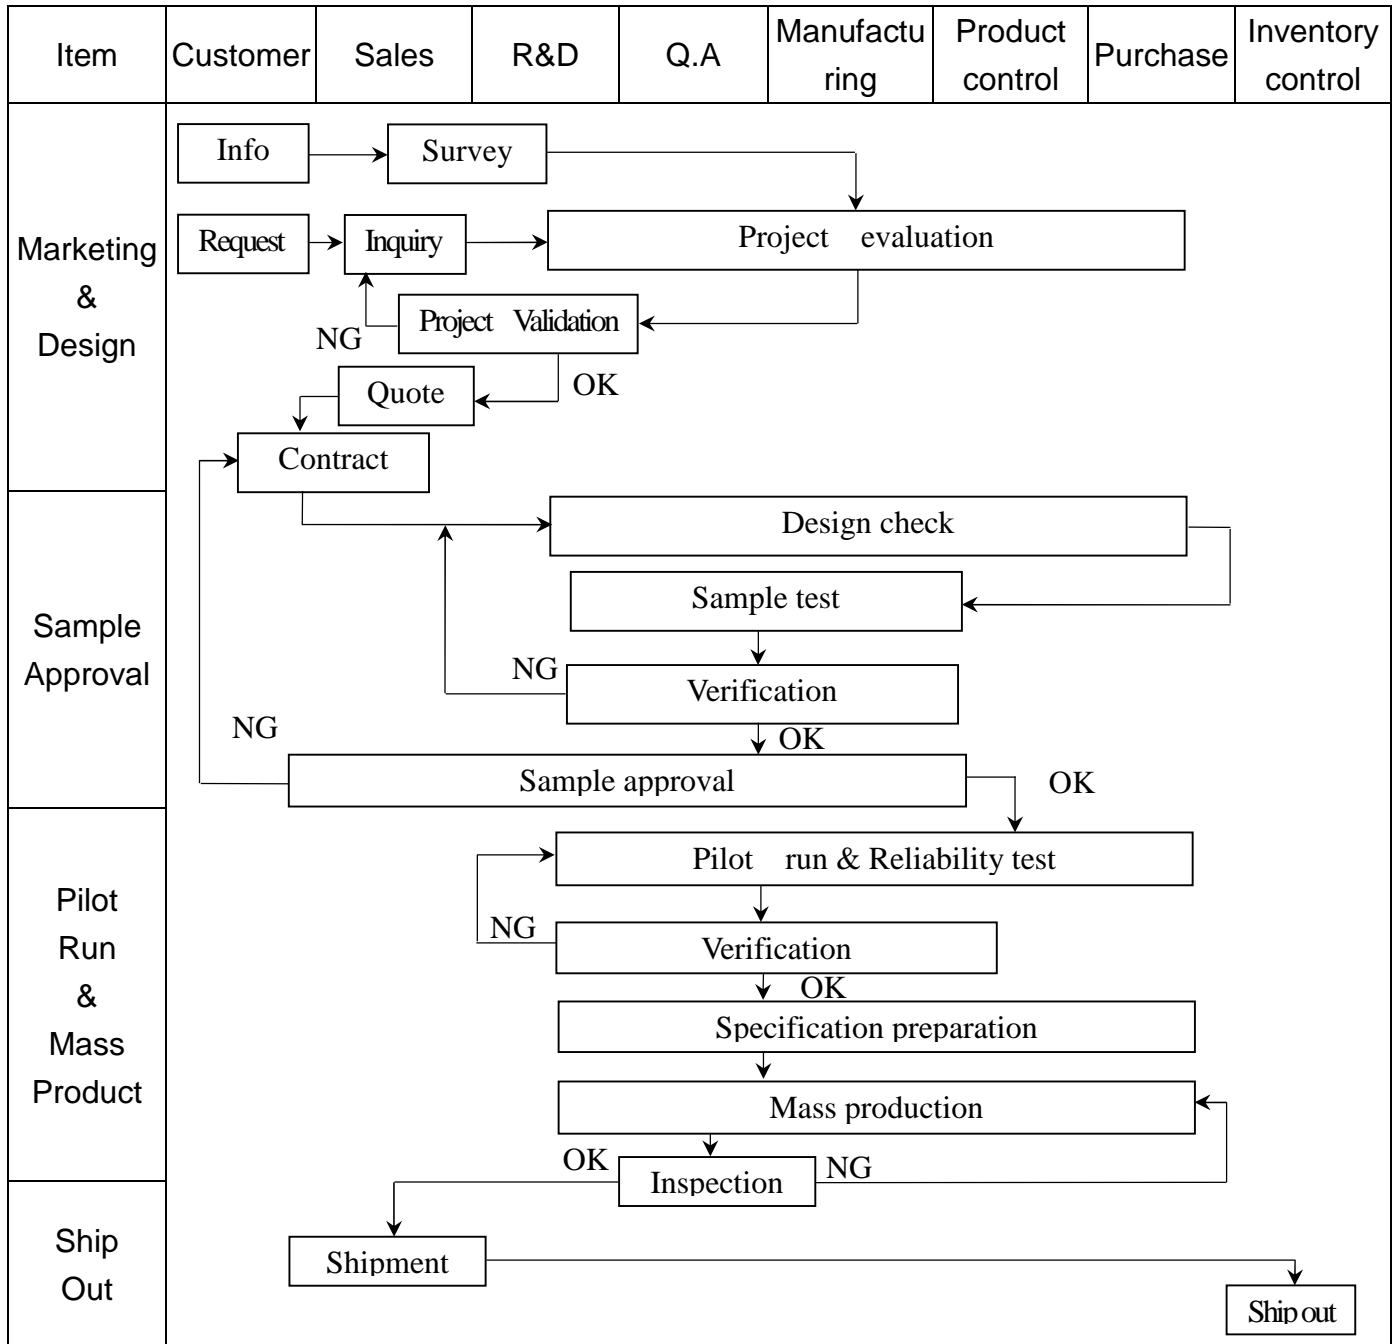 Item
Customer
Sales
R&D
Q.A
Manufactu
ring
Product
control
Purchase
Inventory
control
Marketing
&
Design
Info
Survey
Request
Inquiry
Project evaluation
NG
Project Validation
Quote
OK
Contract
Sample
Approval
Design check
Sample test
NG
Verification
NG
OK
Sample approval
OK
Pilot
Run
&
Mass
Product
Pilot run & Reliability test
NG
Verification
OK
Specification preparation
Mass production
OK
Inspection
NG
Ship
Out
Shipment
Ship out